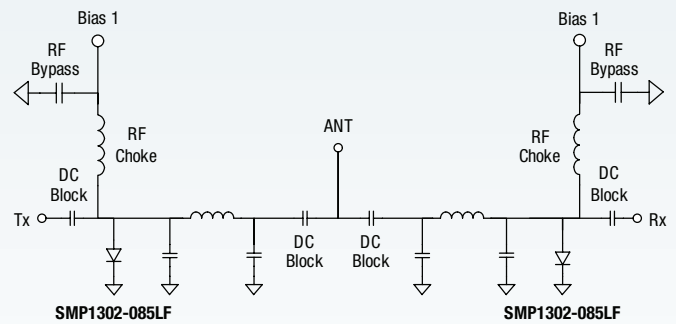 Bias 1
Bias 1
RF
Bypass
RF
Bypass
ANT
RF
Choke
RF
Choke
DC
Block
DC
Block
Tx
Rx
DC
Block
DC
Block
SMP1302-085LF
SMP1302-085LF